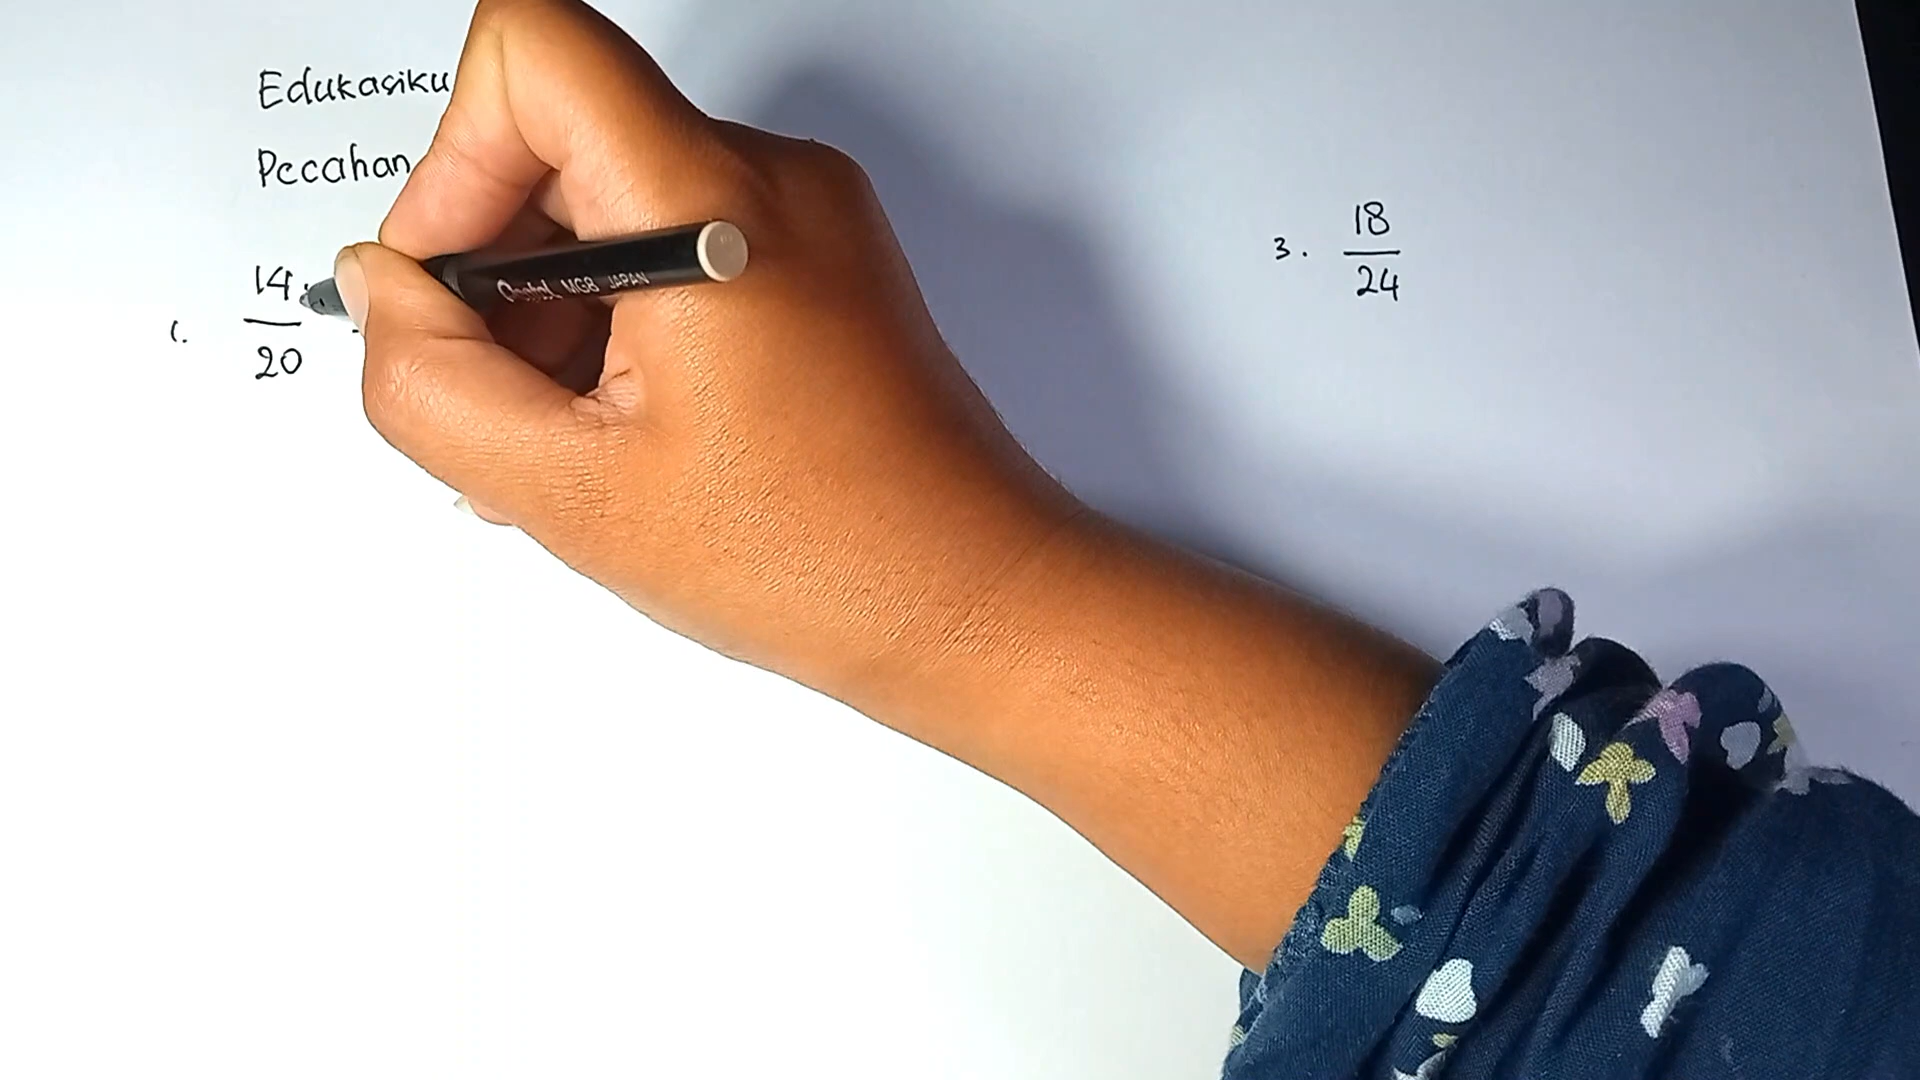 Edukasiku
Pecahan
1. 14 :
20
3. 18
24
Pentel MG8 JAPAN